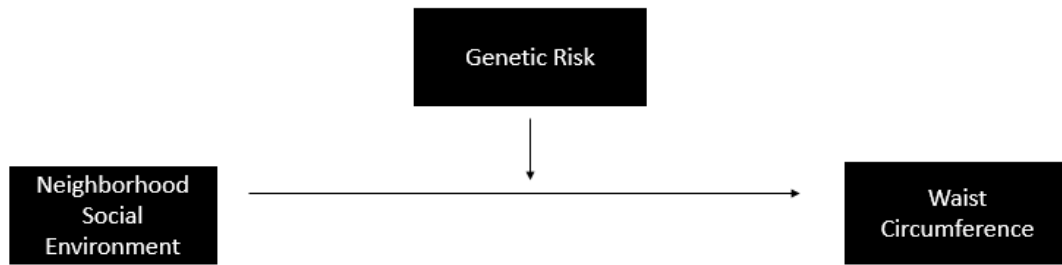 Genetic Risk
Neighborhood
Social
Environment
Waist
Circumference